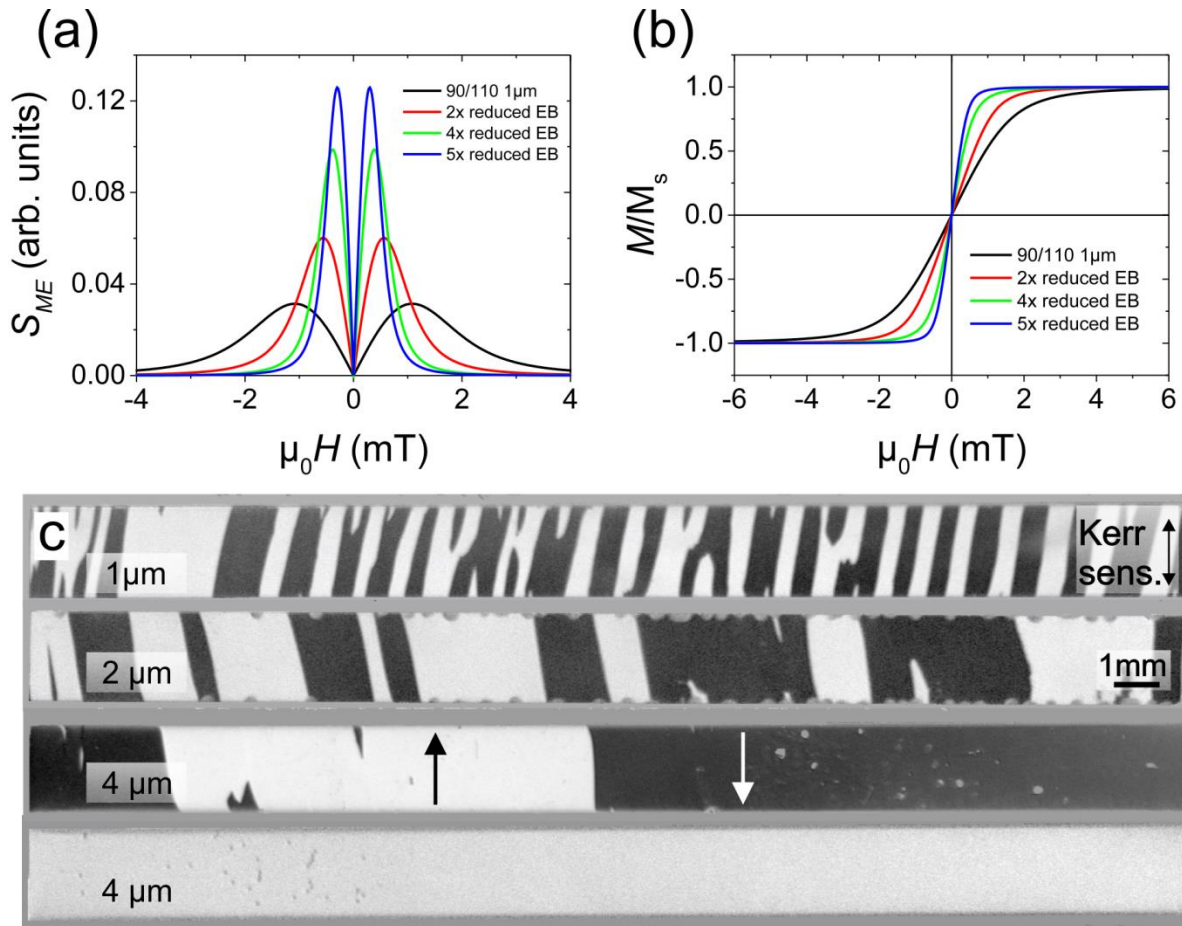 (a)
S_ME (arb. units)
0.12
0.08
0.04
0.00
90/110 1µm
2x reduced EB
4x reduced EB
5x reduced EB
-4 -2 0 2 4
µ₀H (mT)
(b)
M/Mₛ
1.0
0.5
0.0
-0.5
-1.0
90/110 1µm
2x reduced EB
4x reduced EB
5x reduced EB
-6 -4 -2 0 2 4 6
µ₀H (mT)
c
1µm
Kerr
sens.
2 µm
1mm
4 µm
4 µm